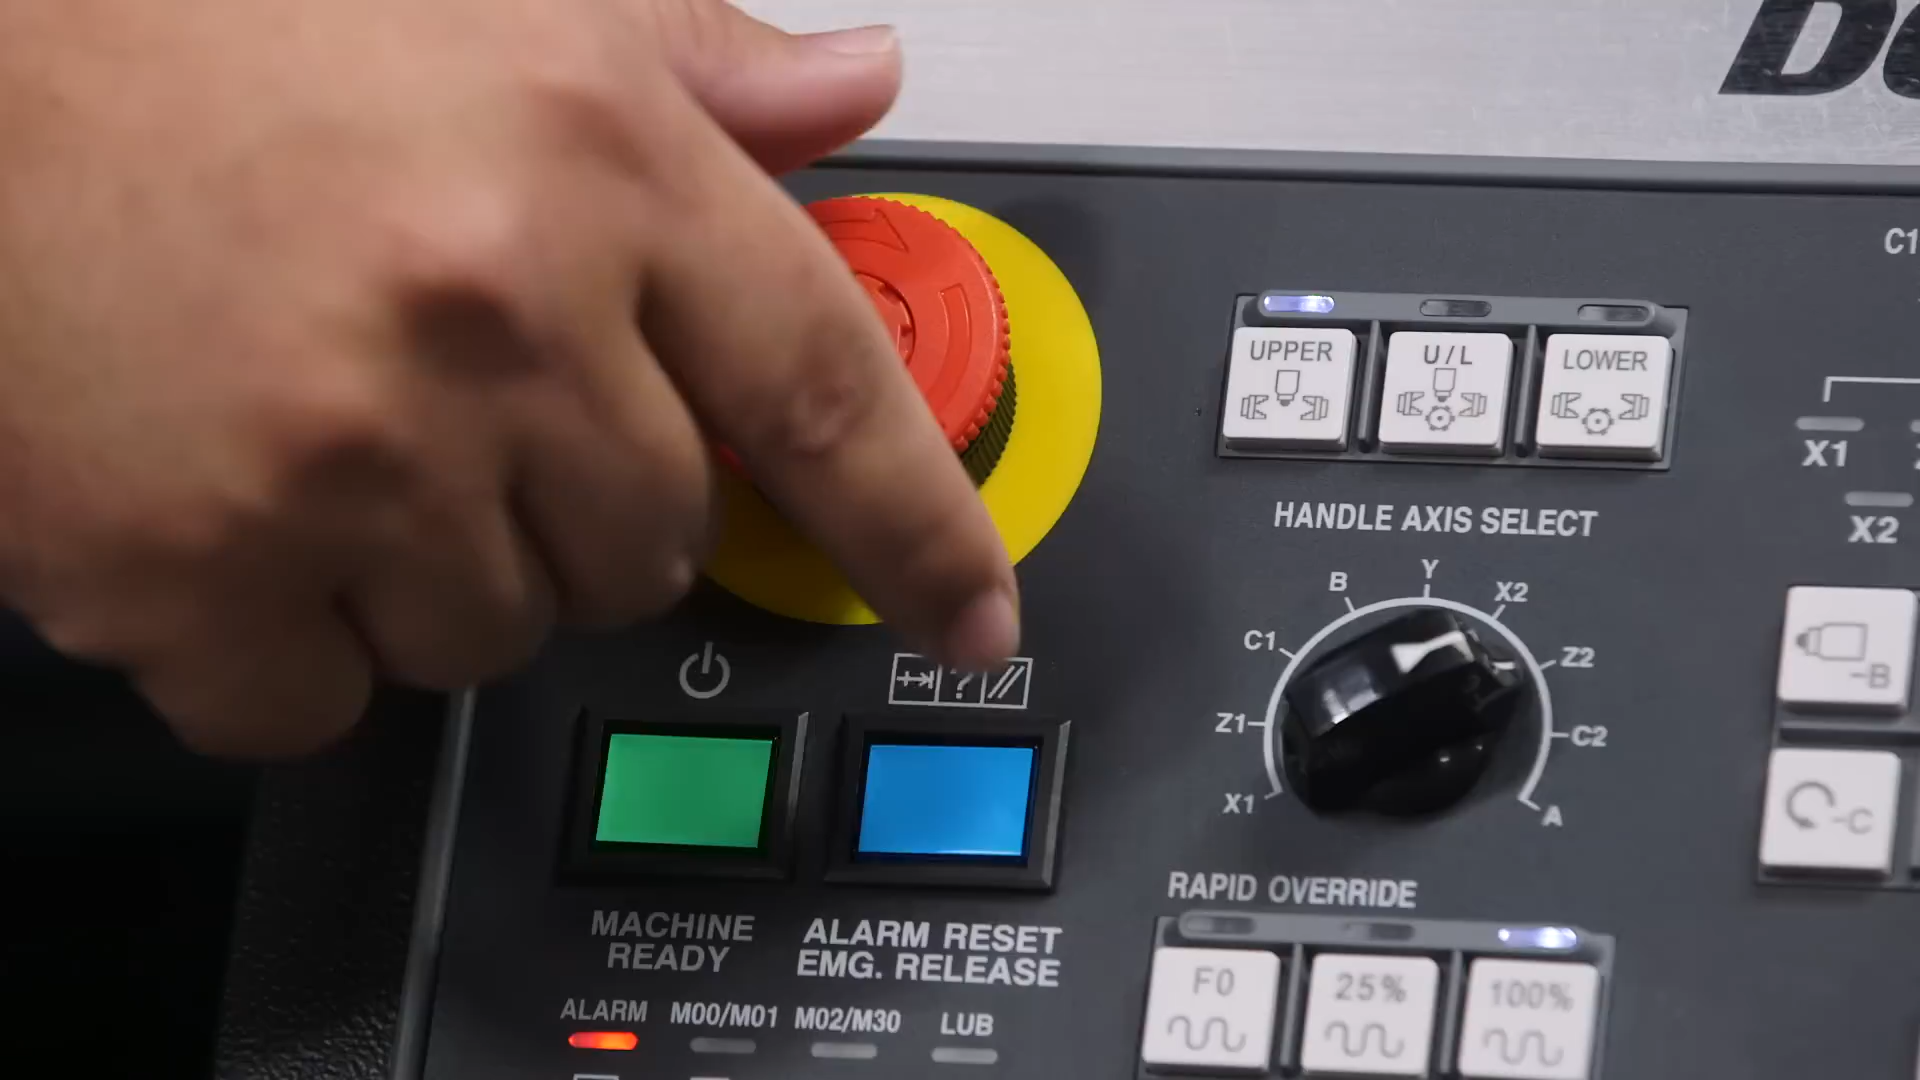 C1
UPPER
U/L
LOWER
X1
X2
HANDLE AXIS SELECT
Y
B
X2
C1
Z2
Z1
C2
X1
A
-B
-C
?
MACHINE
READY
ALARM RESET
EMG. RELEASE
RAPID OVERRIDE
ALARM
M00/M01
M02/M30
LUB
F0
25%
100%